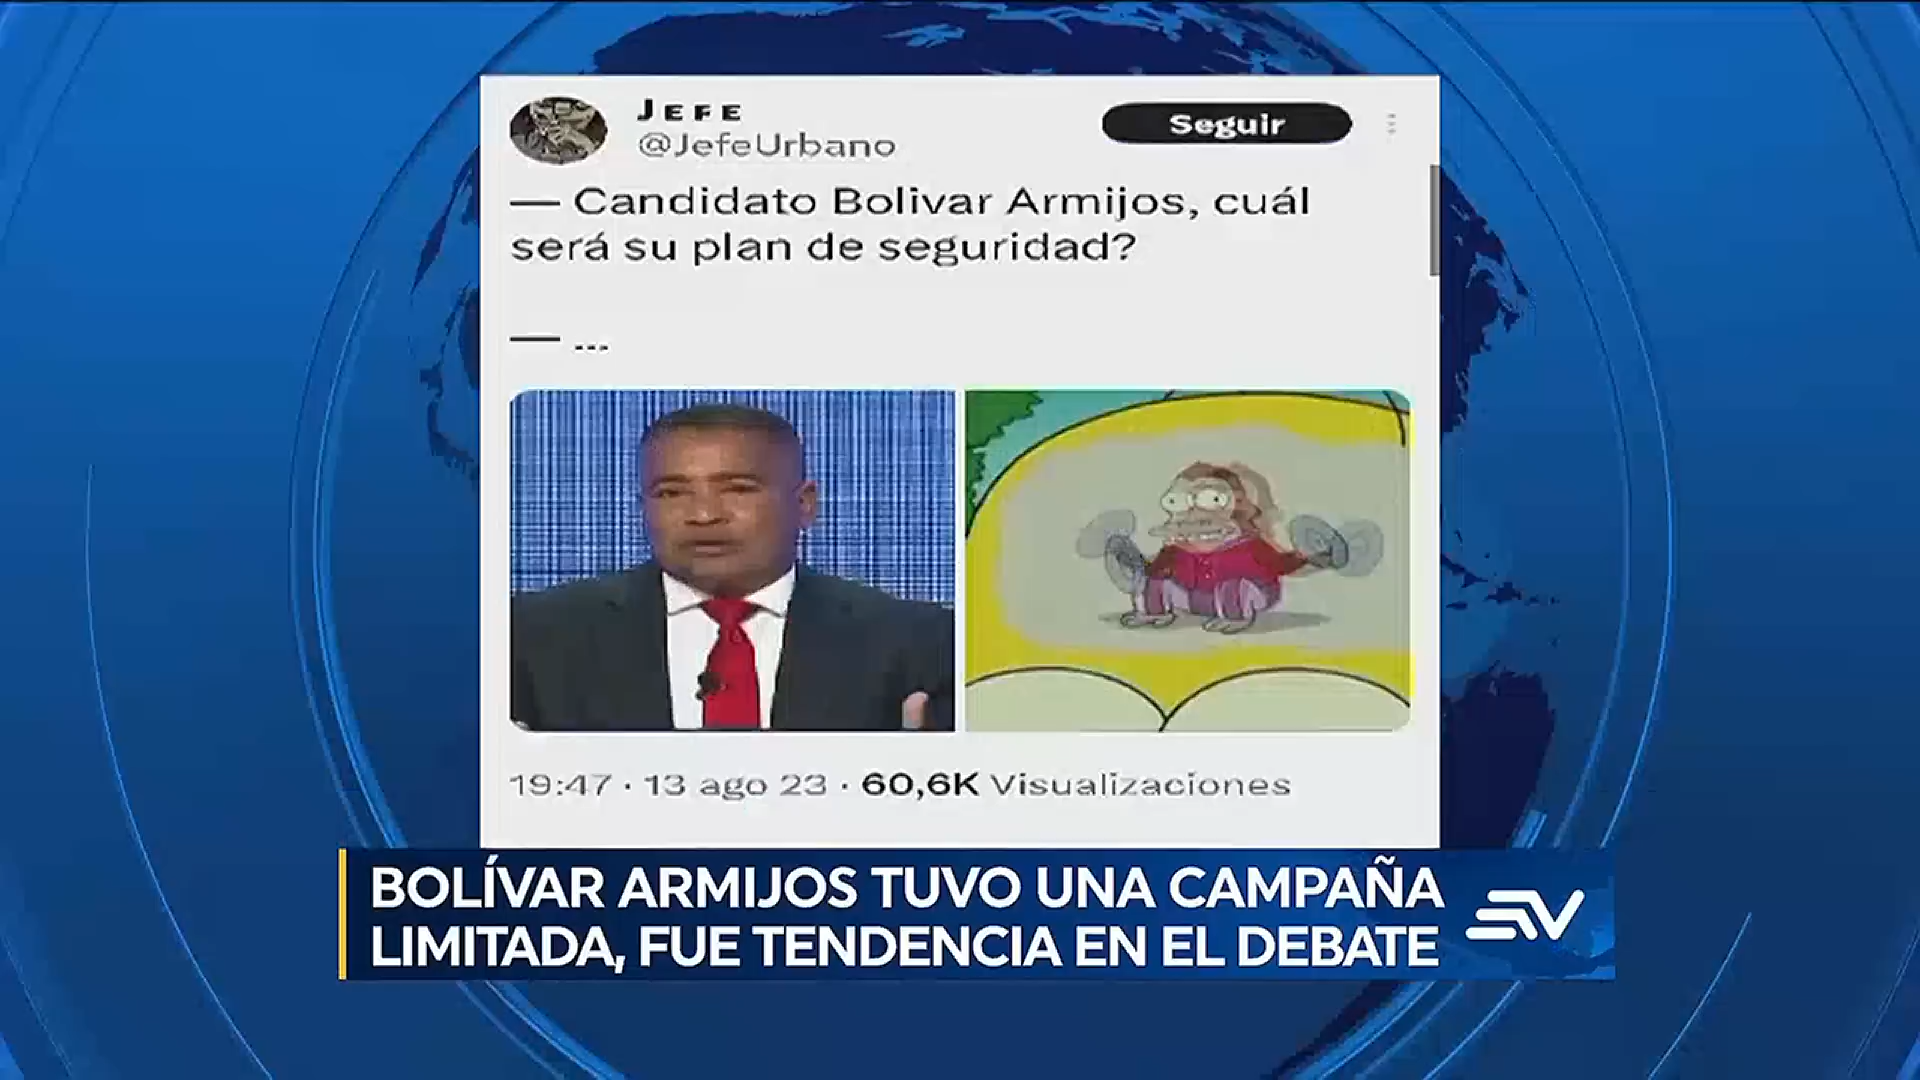 JEFE
@JefeUrbano
Seguir
— Candidato Bolivar Armijos, cuál
será su plan de seguridad?
— ...
19:47 · 13 ago 23 · 60,6K Visualizaciones
BOLÍVAR ARMIJOS TUVO UNA CAMPAÑA
LIMITADA, FUE TENDENCIA EN EL DEBATE